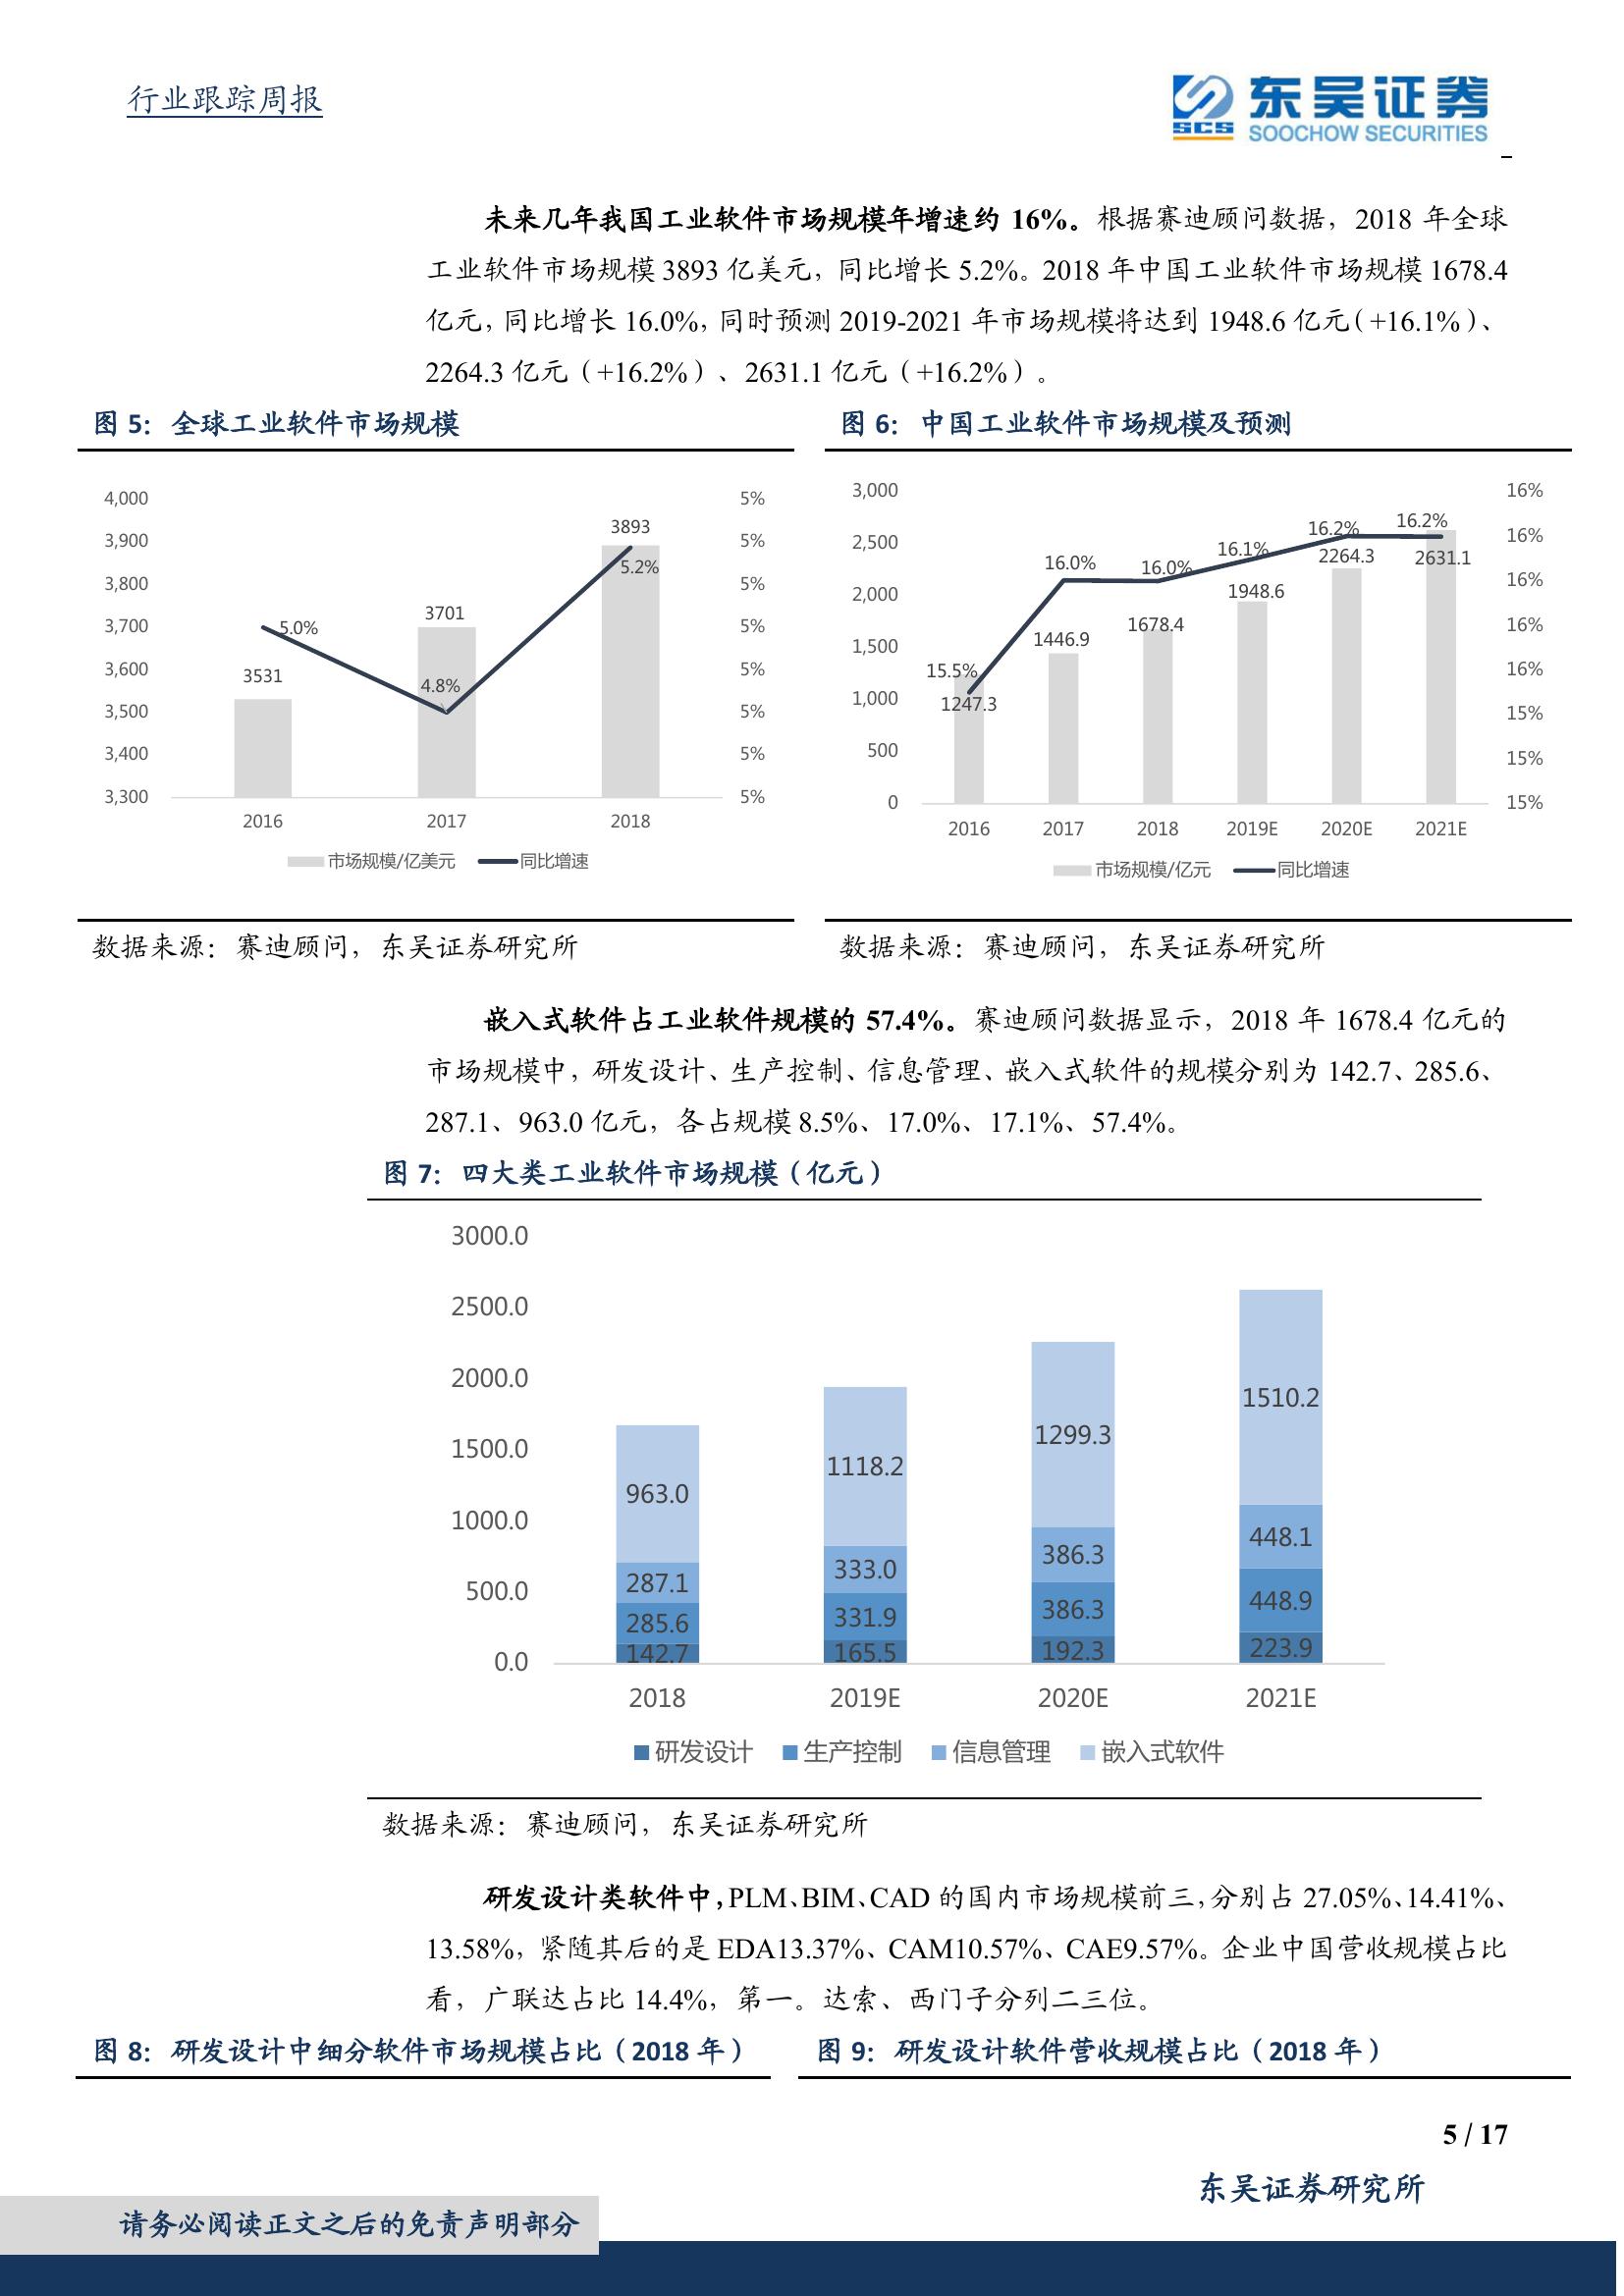 行业跟踪周报
东吴证券
SCS
SOOCHOW SECURITIES
未来几年我国工业软件市场规模年增速约 16%。根据赛迪顾问数据，2018 年全球
工业软件市场规模 3893 亿美元，同比增长 5.2%。2018 年中国工业软件市场规模 1678.4
亿元，同比增长 16.0%，同时预测 2019-2021 年市场规模将达到 1948.6 亿元（+16.1%）、
2264.3 亿元（+16.2%）、2631.1 亿元（+16.2%）。
图 5：全球工业软件市场规模
4,000
3,900
3,800
3,700
3,600
3,500
3,400
3,300
5%
5%
5%
5%
5%
5%
5%
5%
3531
3701
3893
5.0%
4.8%
5.2%
2016 2017 2018
市场规模/亿美元 同比增速
数据来源：赛迪顾问，东吴证券研究所
图 6：中国工业软件市场规模及预测
3,000
2,500
2,000
1,500
1,000
500
0
16%
16%
16%
16%
16%
15%
15%
15%
15.5%
16.0%
16.0%
16.1%
16.2%
16.2%
1247.3
1446.9
1678.4
1948.6
2264.3
2631.1
2016 2017 2018 2019E 2020E 2021E
市场规模/亿元 同比增速
数据来源：赛迪顾问，东吴证券研究所
嵌入式软件占工业软件规模的 57.4%。赛迪顾问数据显示，2018 年 1678.4 亿元的
市场规模中，研发设计、生产控制、信息管理、嵌入式软件的规模分别为 142.7、285.6、
287.1、963.0 亿元，各占规模 8.5%、17.0%、17.1%、57.4%。
图 7：四大类工业软件市场规模（亿元）
3000.0
2500.0
2000.0
1500.0
1000.0
500.0
0.0
963.0
287.1
285.6
142.7
1118.2
333.0
331.9
165.5
1299.3
386.3
386.3
192.3
1510.2
448.1
448.9
223.9
2018 2019E 2020E 2021E
研发设计 生产控制 信息管理 嵌入式软件
数据来源：赛迪顾问，东吴证券研究所
研发设计类软件中，PLM、BIM、CAD 的国内市场规模前三，分别占 27.05%、14.41%、
13.58%，紧随其后的是 EDA13.37%、CAM10.57%、CAE9.57%。企业中国营收规模占比
看，广联达占比 14.4%，第一。达索、西门子分列二三位。
图 8：研发设计中细分软件市场规模占比（2018 年）
图 9：研发设计软件营收规模占比（2018 年）
5 / 17
东吴证券研究所
请务必阅读正文之后的免责声明部分